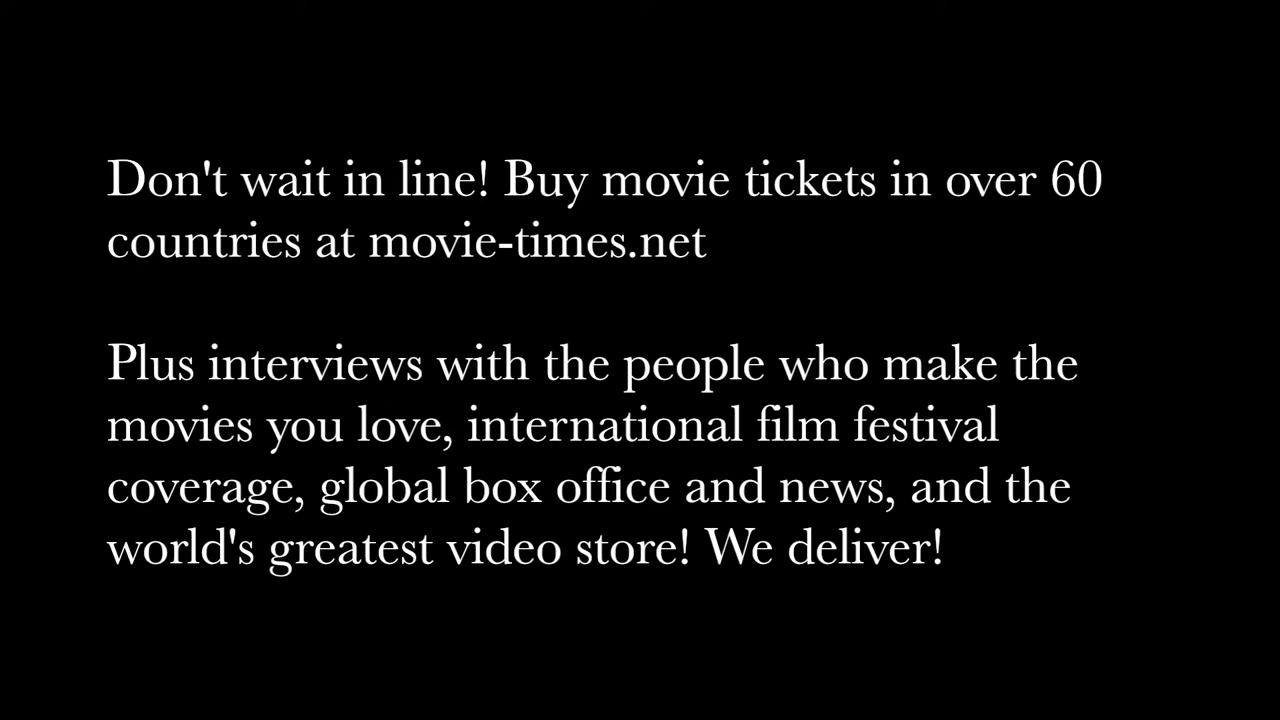 Don't wait in line! Buy movie tickets in over 60
countries at movie-times.net
Plus interviews with the people who make the
movies you love, international film festival
coverage, global box office and news, and the
world's greatest video store! We deliver!